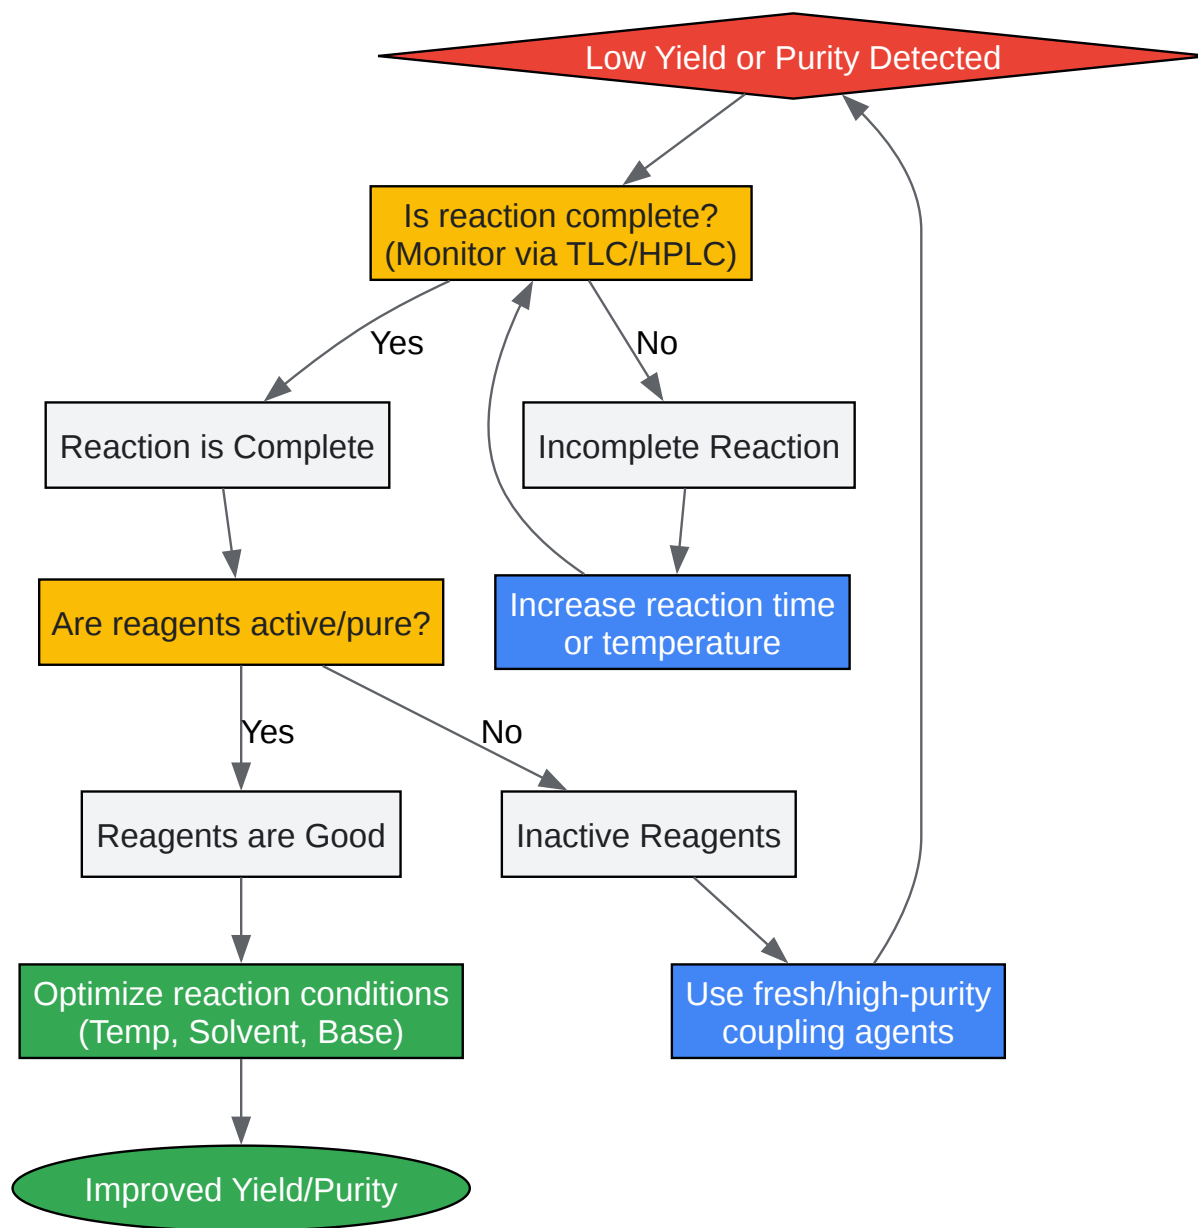 Low Yield or Purity Detected
Is reaction complete?
(Monitor via TLC/HPLC)
Yes
No
Reaction is Complete
Incomplete Reaction
Are reagents active/pure?
Increase reaction time
or temperature
Yes
No
Reagents are Good
Inactive Reagents
Optimize reaction conditions
(Temp, Solvent, Base)
Use fresh/high-purity
coupling agents
Improved Yield/Purity